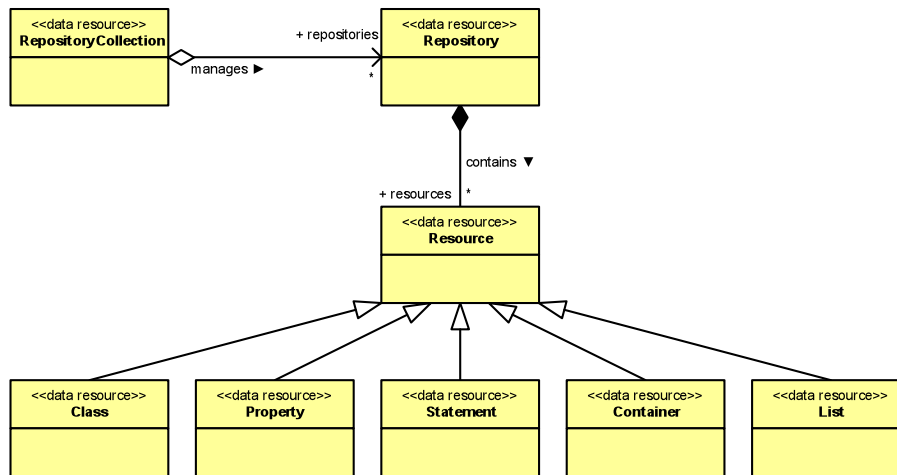 <<data resource>>
RepositoryCollection
+ repositories
<<data resource>>
Repository
manages ►
*
contains ▼
+ resources *
<<data resource>>
Resource
<<data resource>>
Class
<<data resource>>
Property
<<data resource>>
Statement
<<data resource>>
Container
<<data resource>>
List